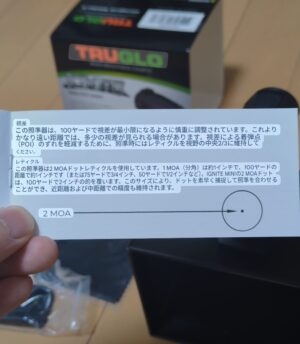 TRUGLO
視差
この照準器は、100ヤードで視差が最小限になるように慎重に調整されています。これより
かなり遠い距離では、多少の視差が見られる場合があります。視差による着弾点
(POI) のずれを軽減するために、照準時にはレティクルを視野の中央2/3に維持して
ください。
レティクル
この照準器は2 MOAドットレティクルを使用しています。1 MOA(分角)は約1インチで、100ヤードの
距離で約1インチです(または75ヤードで3/4インチ、50ヤードで1/2インチなど)。IGNITE MINIの2 MOAドット
は、100ヤードで2インチの的を覆います。このサイズにより、ドットを素早く捕捉して照準を合わせる
ことができ、近距離および中距離での精度も維持されます。
2 MOA